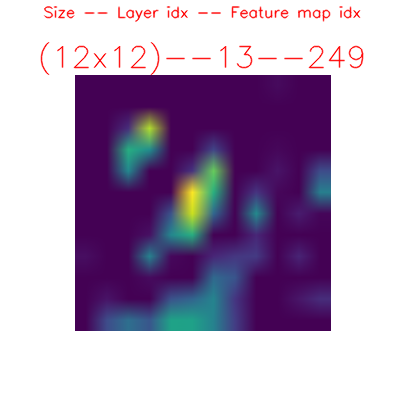 Size -- Layer idx -- Feature map idx
(12x12)--13--249